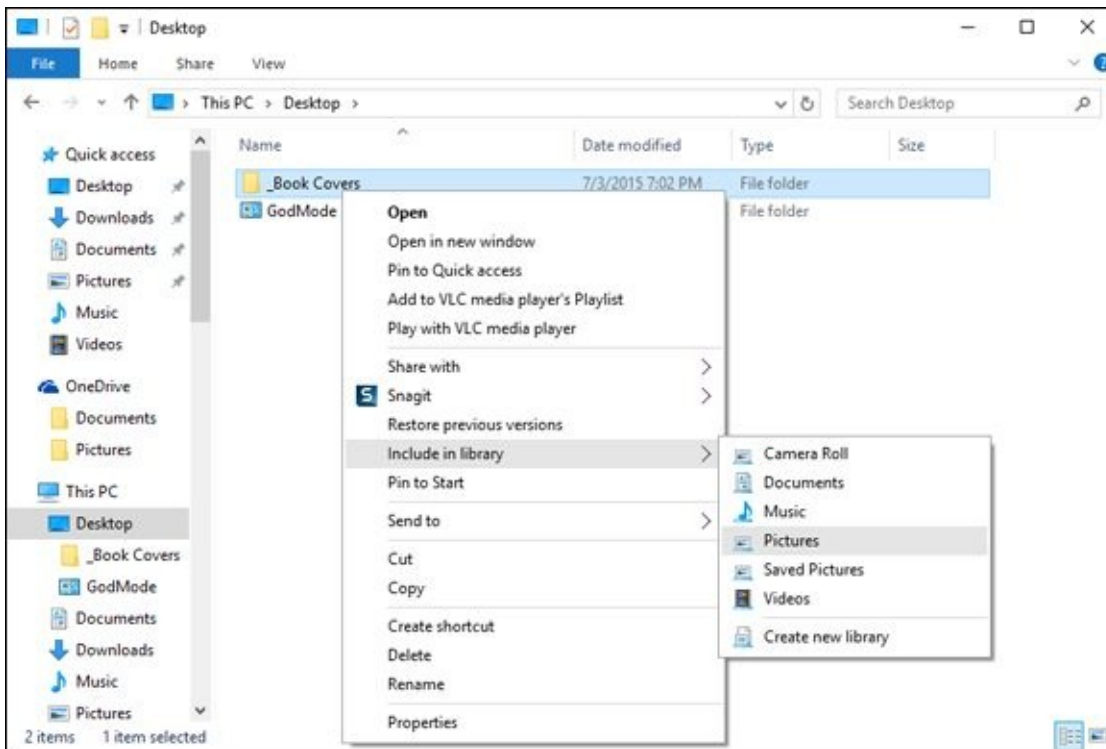 Desktop
File Home Share View
This PC > Desktop >
Search Desktop
Name Date modified Type Size
Quick access
Desktop
Downloads
Documents
Pictures
Music
Videos
OneDrive
Documents
Pictures
This PC
Desktop
_Book Covers
GodMode
Documents
Downloads
Music
Pictures
_Book Covers 7/3/2015 7:02 PM File folder
GodMode File folder
Open
Open in new window
Pin to Quick access
Add to VLC media player's Playlist
Play with VLC media player
Share with
Snagit
Restore previous versions
Include in library
Pin to Start
Send to
Cut
Copy
Create shortcut
Delete
Rename
Properties
Camera Roll
Documents
Music
Pictures
Saved Pictures
Videos
Create new library
2 items 1 item selected